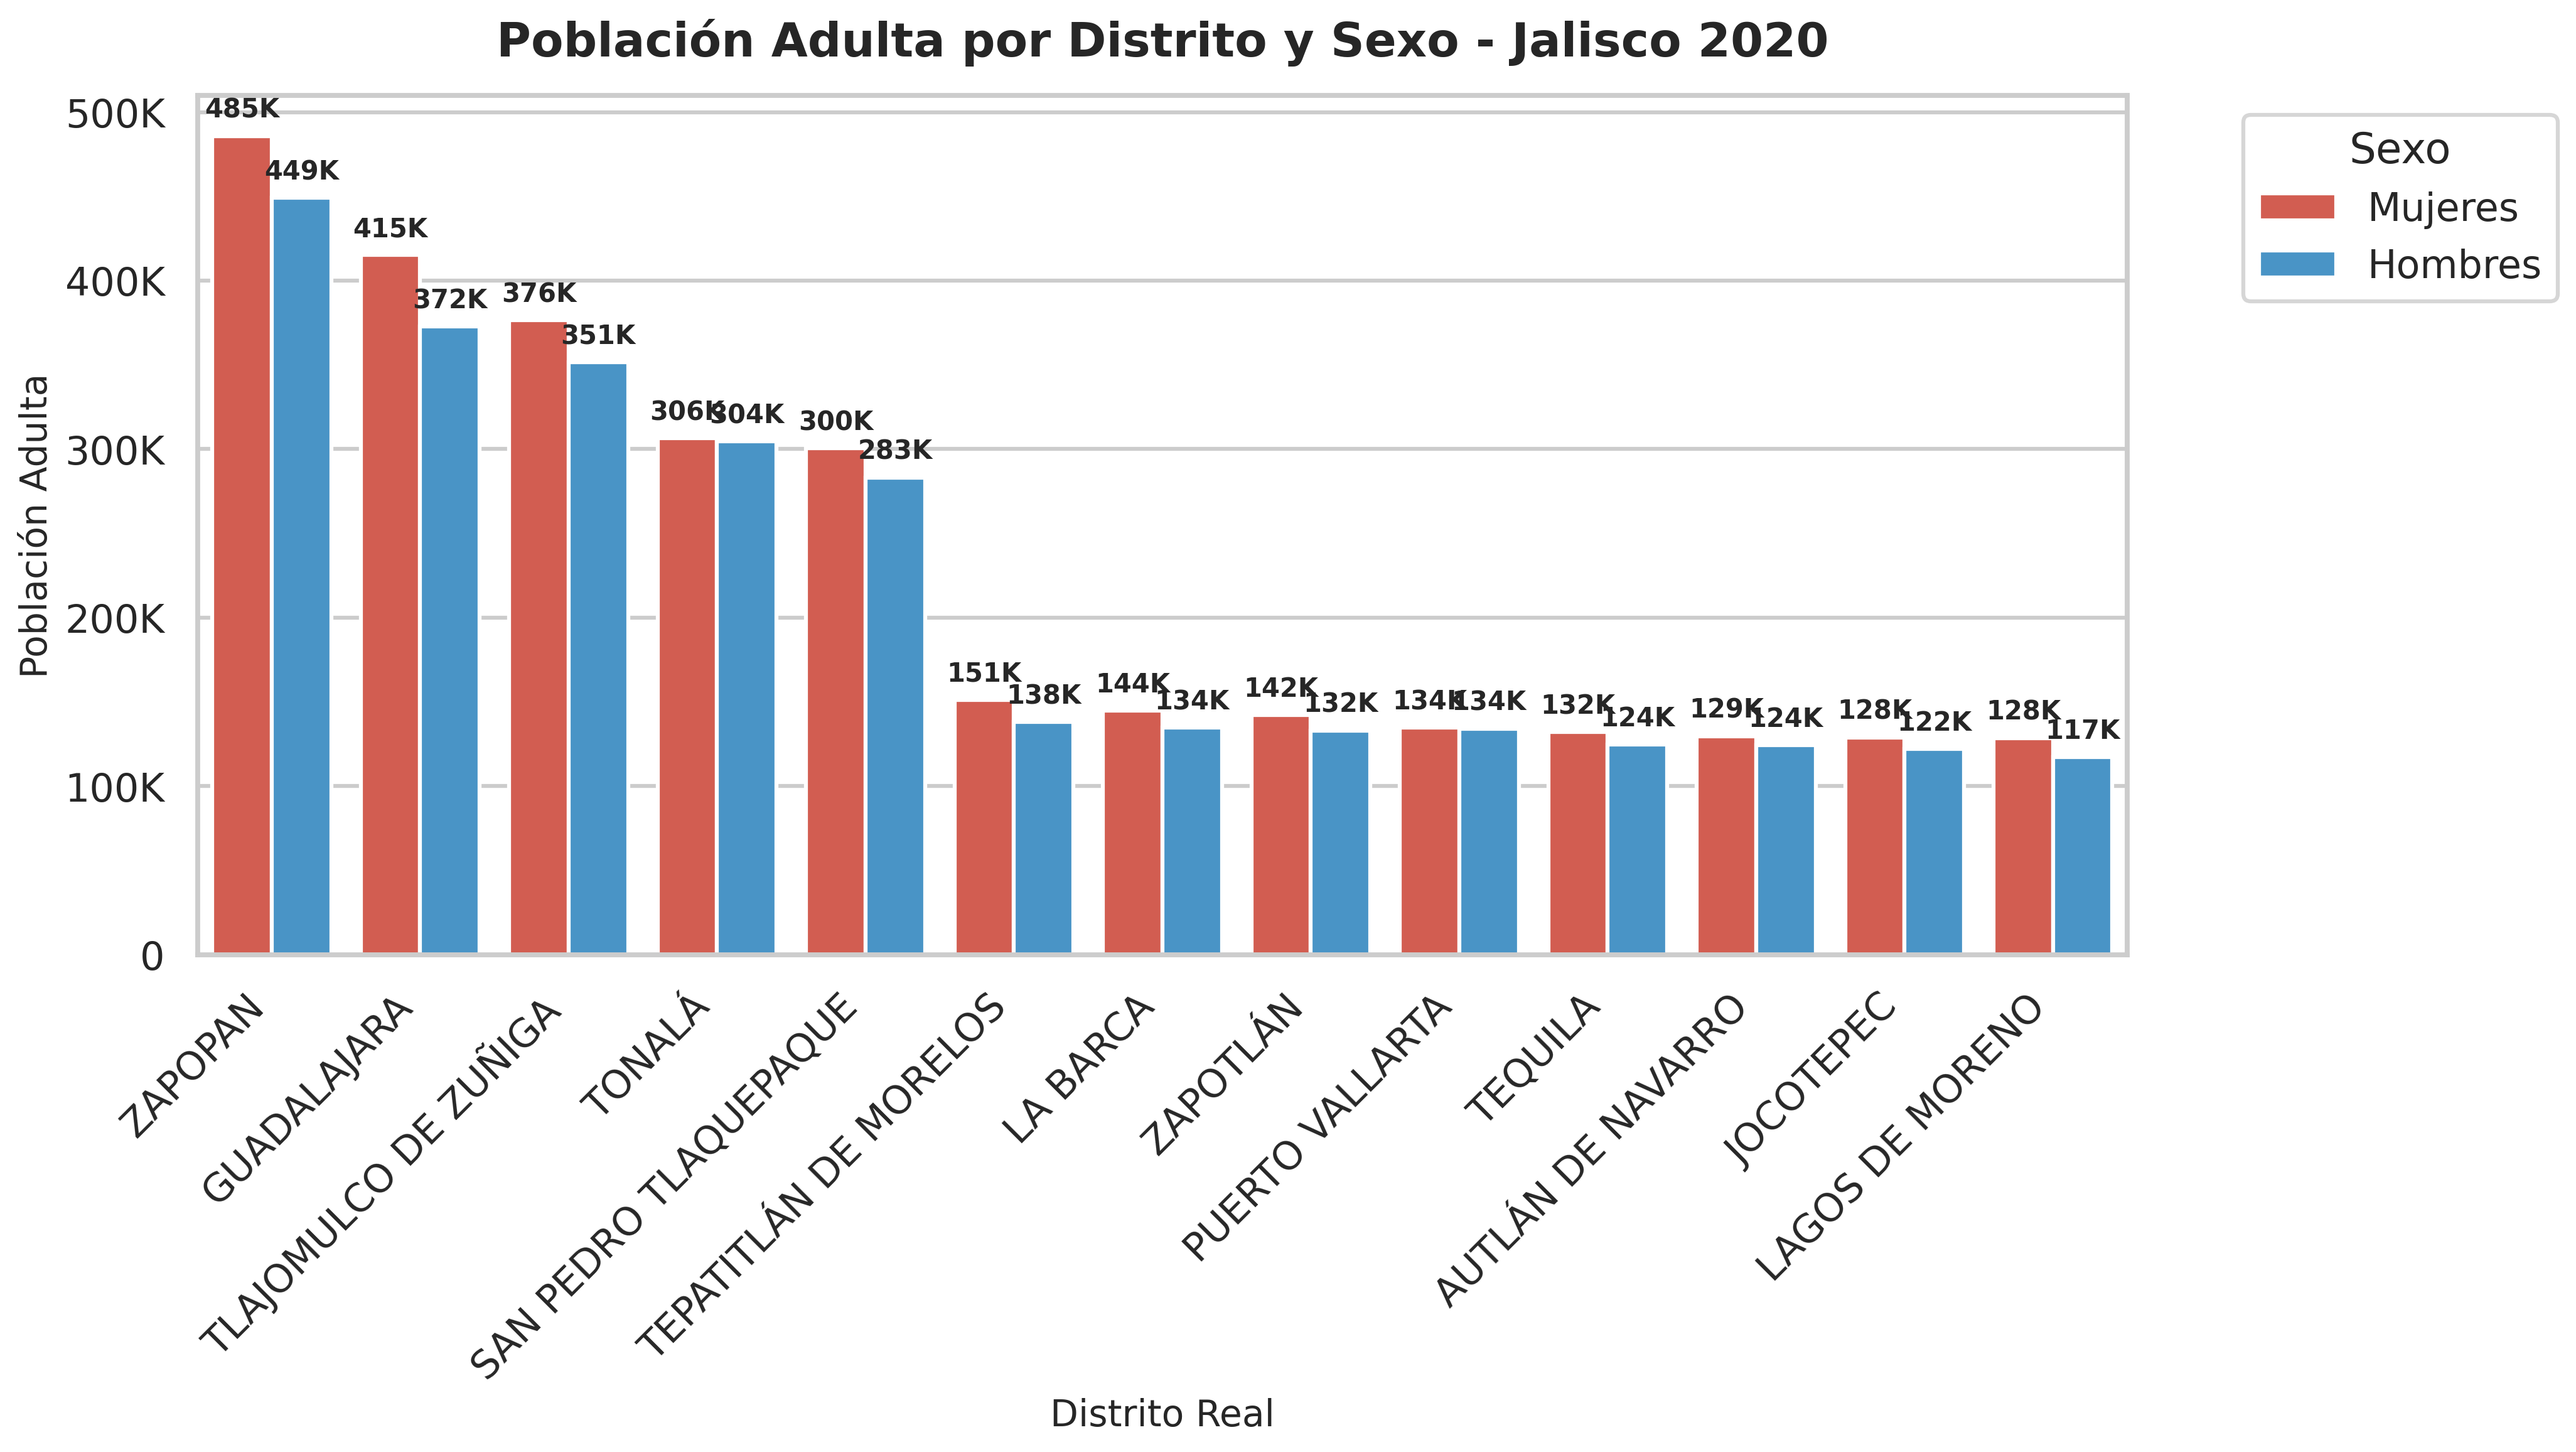 Población Adulta por Distrito y Sexo - Jalisco 2020
Población Adulta
500K
400K
300K
200K
100K
0
485K
449K
415K
372K
376K
351K
306K
304K
300K
283K
151K
138K
144K
134K
142K
132K
134K
134K
132K
124K
129K
124K
128K
122K
128K
117K
Sexo
Mujeres
Hombres
ZAPOPAN
GUADALAJARA
TLAJOMULCO DE ZUÑIGA
TONALÁ
SAN PEDRO TLAQUEPAQUE
TEPATITLÁN DE MORELOS
LA BARCA
ZAPOTLÁN
PUERTO VALLARTA
TEQUILA
AUTLÁN DE NAVARRO
JOCOTEPEC
LAGOS DE MORENO
Distrito Real